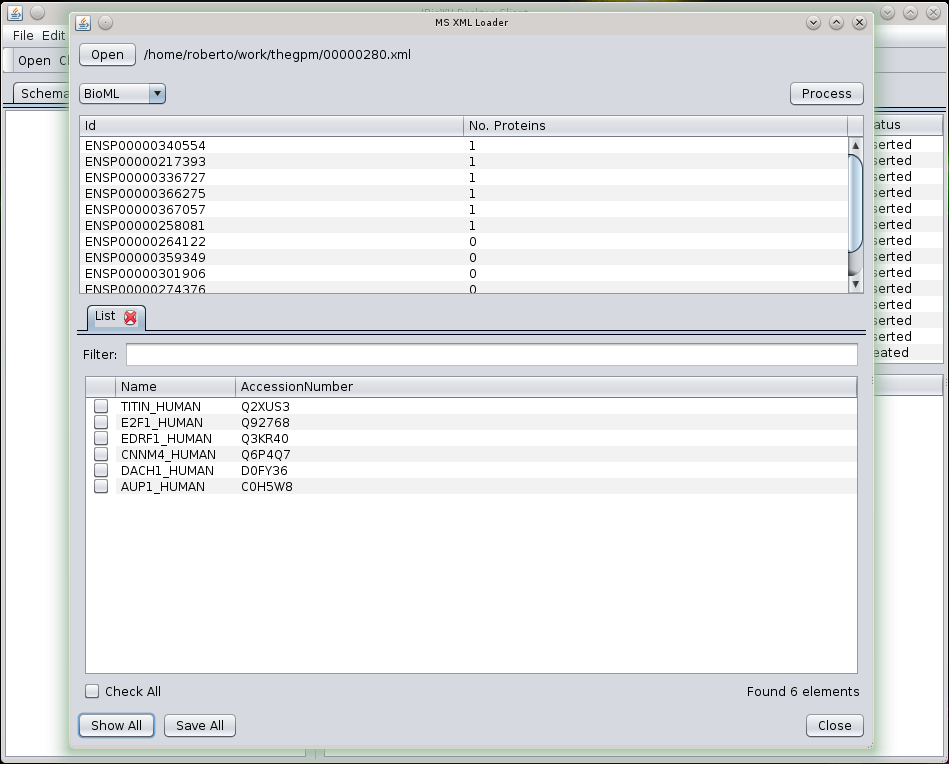 MS XML Loader
File Edit
Open /home/roberto/work/thegpm/00000280.xml
Open
Schema
BioML Process
Id No. Proteins
ENSP00000340554 1
ENSP00000217393 1
ENSP00000336727 1
ENSP00000366275 1
ENSP00000367057 1
ENSP00000258081 1
ENSP00000264122 0
ENSP00000359349 0
ENSP00000301906 0
ENSP00000274376 0
atus
serted
serted
serted
serted
serted
serted
serted
serted
serted
serted
serted
serted
serted
eated
List
Filter:
Name AccessionNumber
TITIN_HUMAN Q2XUS3
E2F1_HUMAN Q92768
EDRF1_HUMAN Q3KR40
CNNM4_HUMAN Q6P4Q7
DACH1_HUMAN D0FY36
AUP1_HUMAN C0H5W8
Check All Found 6 elements
Show All Save All Close